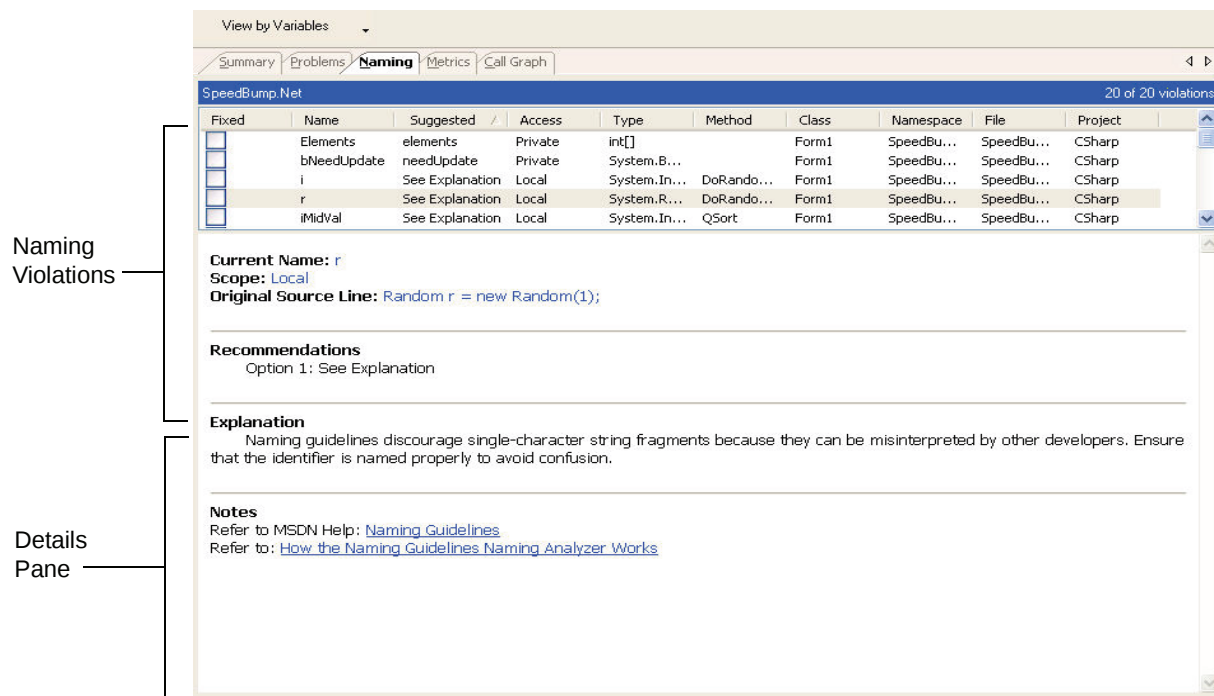 View by Variables
Summary Problems Naming Metrics Call Graph
SpeedBump.Net 20 of 20 violations
Fixed Name Suggested Access Type Method Class Namespace File Project
Elements elements Private int[] Form1 SpeedBu... SpeedBu... CSharp
bNeedUpdate needUpdate Private System.B... Form1 SpeedBu... SpeedBu... CSharp
i See Explanation Local System.In... DoRando... Form1 SpeedBu... SpeedBu... CSharp
r See Explanation Local System.R... DoRando... Form1 SpeedBu... SpeedBu... CSharp
iMidVal See Explanation Local System.In... QSort Form1 SpeedBu... SpeedBu... CSharp
Naming
Violations
Current Name: r
Scope: Local
Original Source Line: Random r = new Random(1);
Recommendations
Option 1: See Explanation
Explanation
Naming guidelines discourage single-character string fragments because they can be misinterpreted by other developers. Ensure
that the identifier is named properly to avoid confusion.
Details
Pane
Notes
Refer to MSDN Help: Naming Guidelines
Refer to: How the Naming Guidelines Naming Analyzer Works